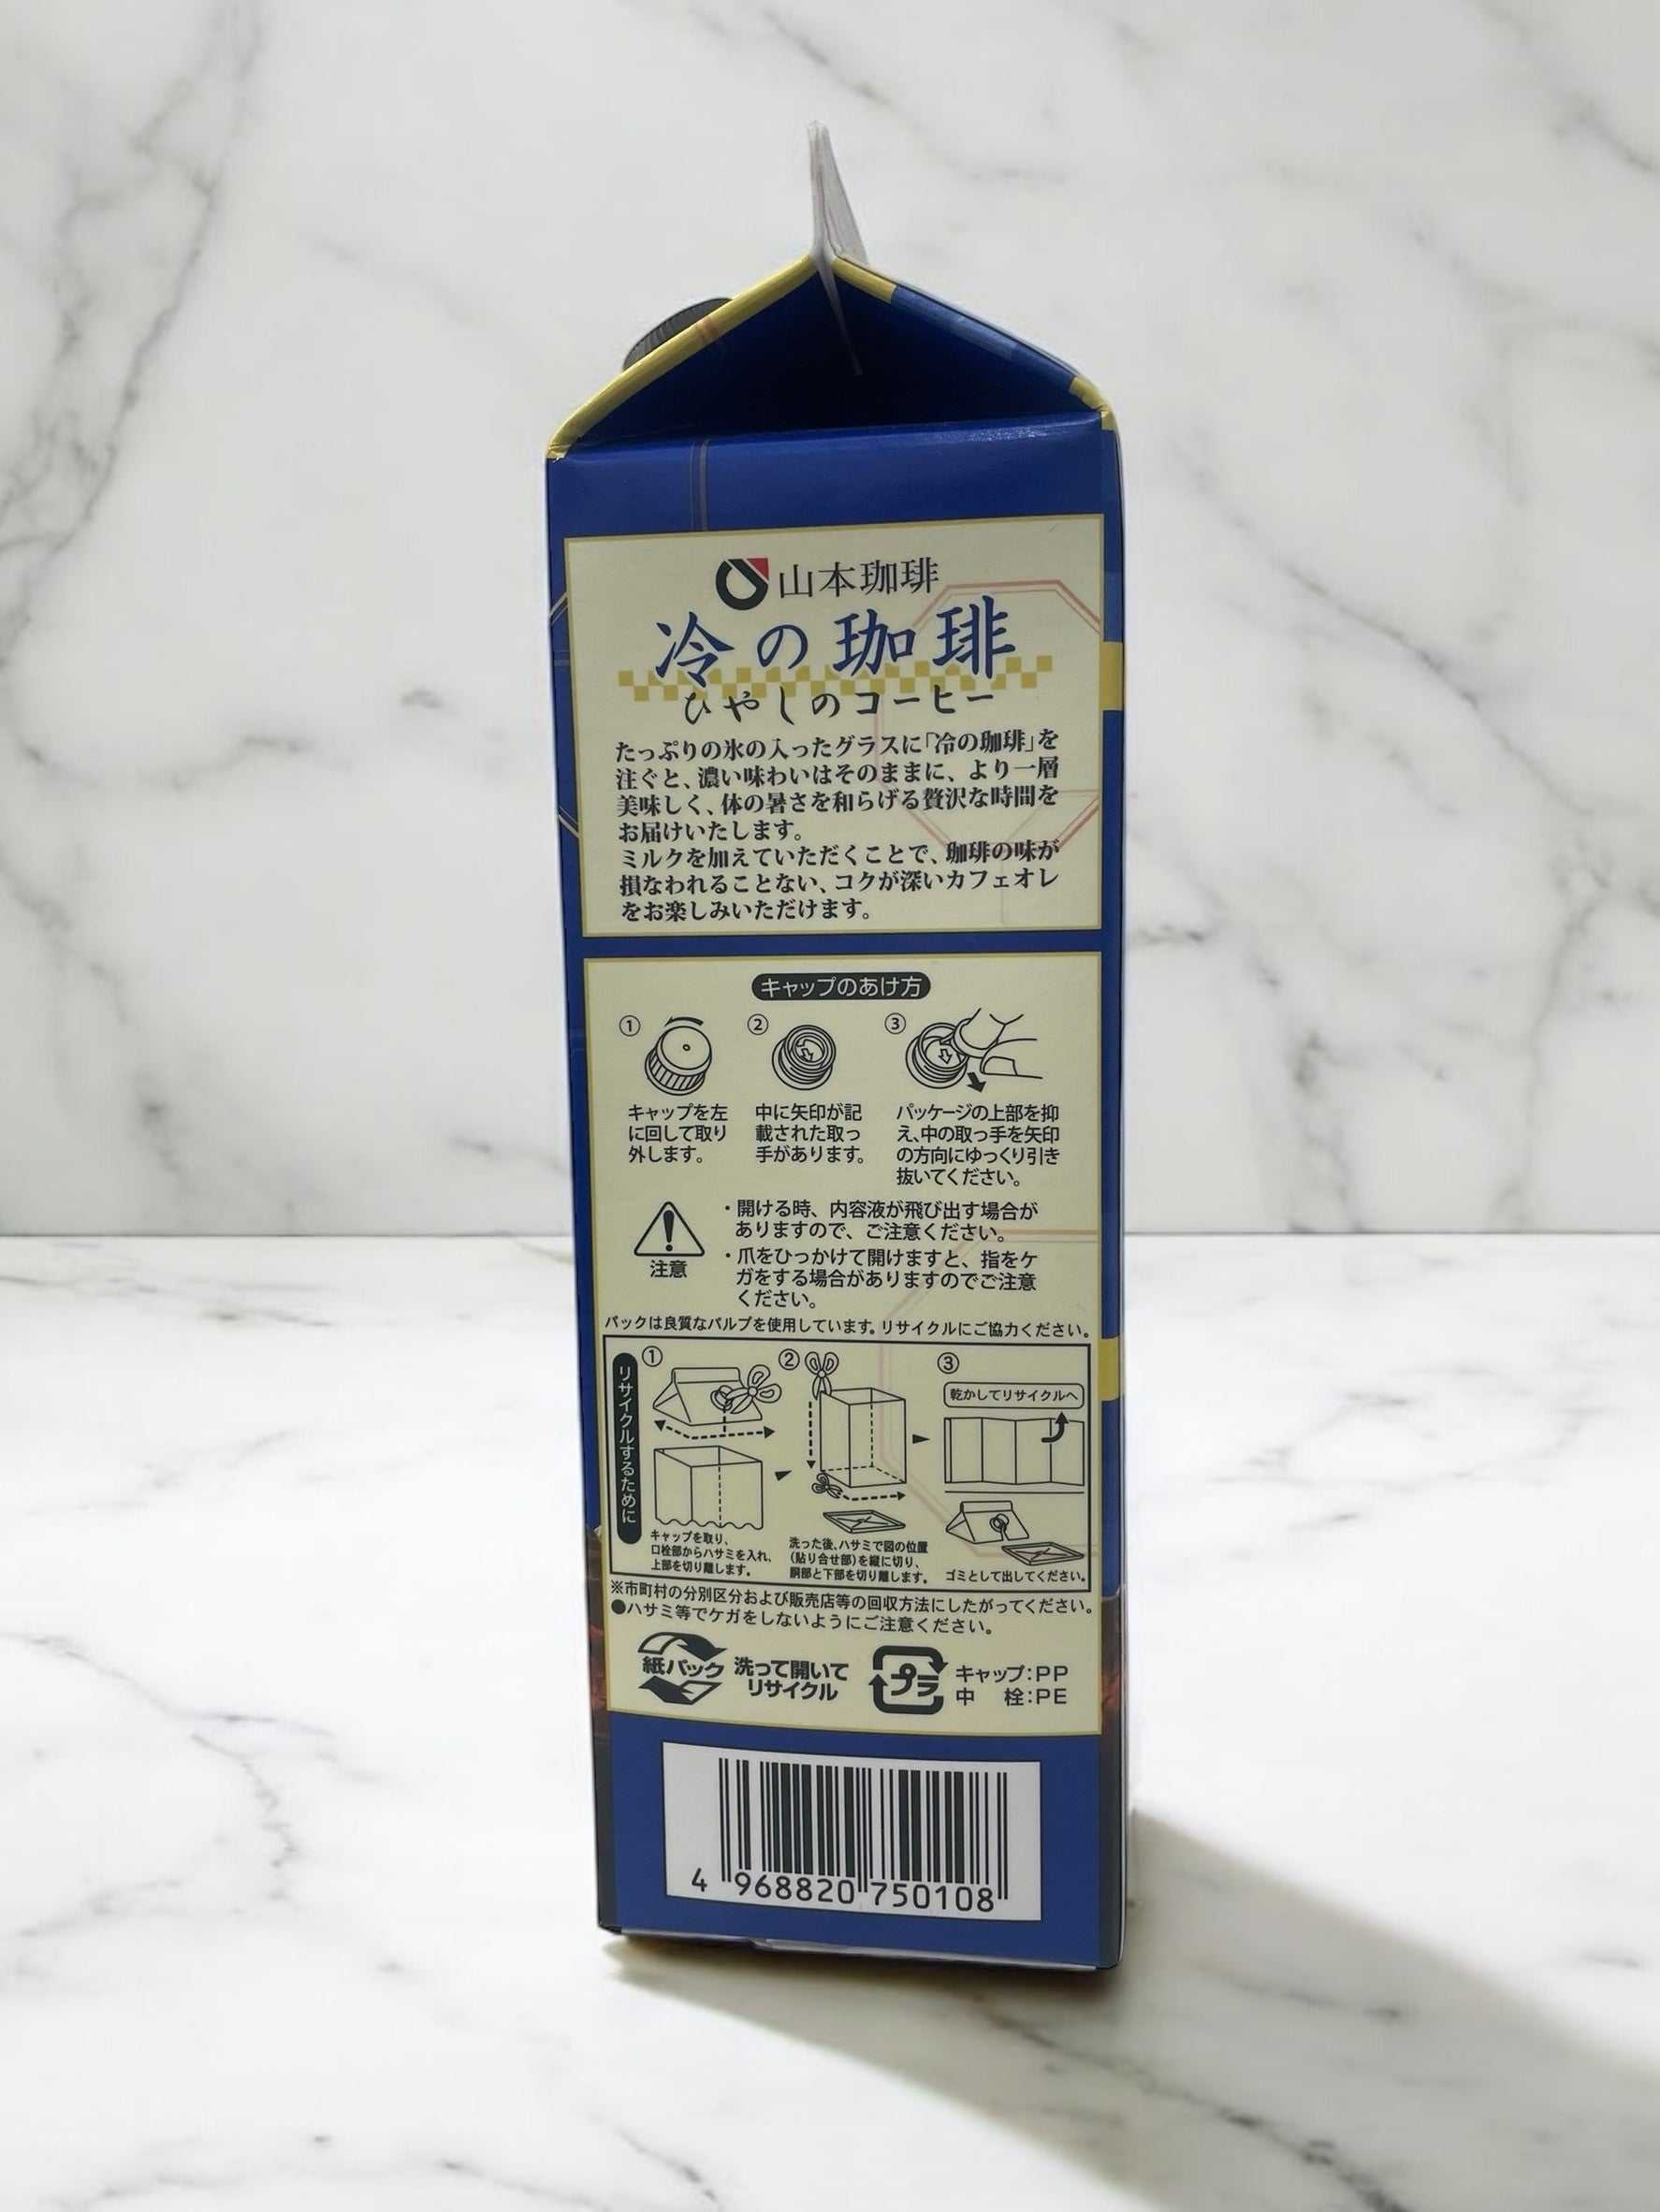 山本珈琲
冷の珈琲
ひやしのコーヒー
たっぷりの氷の入ったグラスに「冷の珈琲」を
注ぐと、濃い味わいはそのままに、より一層
美味しく、体の暑さを和らげる贅沢な時間を
お届けいたします。
ミルクを加えていただくことで、珈琲の味が
損なわれることない、コクが深いカフェオレ
をお楽しみいただけます。
キャップのあけ方
①
キャップを左
に回して取り
外します。
②
中に矢印が記
載された取っ
手があります。
③
パッケージの上部を抑
え、中の取っ手を矢印
の方向にゆっくり引き
抜いてください。
注意
・開ける時、内容液が飛び出す場合が
ありますので、ご注意ください。
・爪をひっかけて開けますと、指をケ
ガをする場合がありますのでご注意
ください。
パックは良質なパルプを使用しています。リサイクルにご協力ください。
リサイクルするために
①
キャップを取り、
口栓部からハサミを入れ、
上部を切り離します。
②
洗った後、ハサミで図の位置
(貼り合せ部)を縦に切り、
胴部と下部を切り離します。
③
乾かしてリサイクルへ
ゴミとして出してください。
※市町村の分別区分および販売店等の回収方法にしたがってください。
●ハサミ等でケガをしないようにご注意ください。
紙パック
洗って開いて
リサイクル
プラ
キャップ:PP
中 栓:PE
4 968820 750108